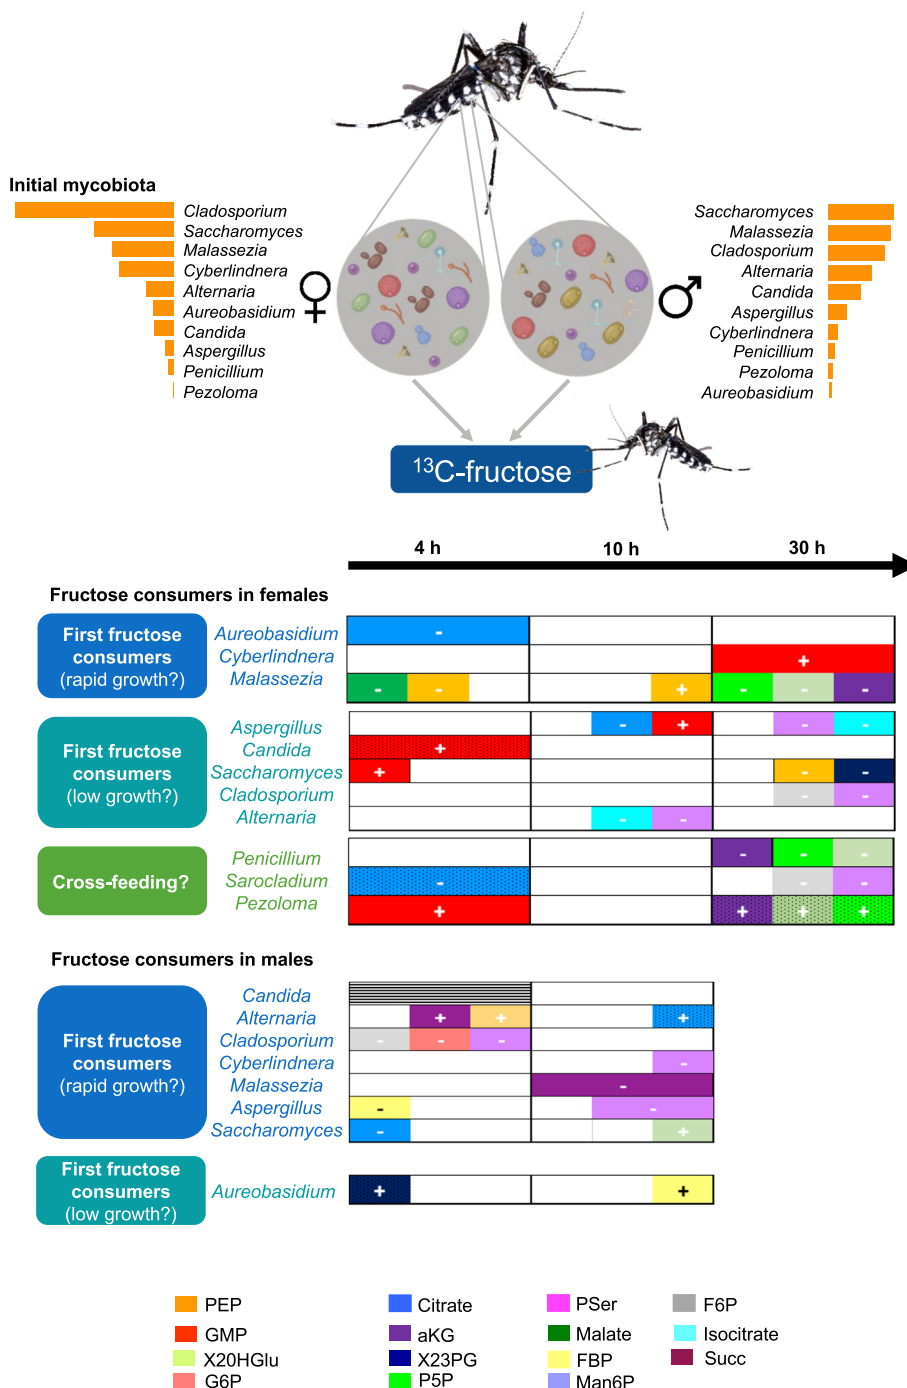 Initial mycobiota
Cladosporium
Saccharomyces
Malassezia
Cyberlindnera
Alternaria
Aureobasidium
Candida
Aspergillus
Penicillium
Pezoloma
♀
♂
Saccharomyces
Malassezia
Cladosporium
Alternaria
Candida
Aspergillus
Cyberlindnera
Penicillium
Pezoloma
Aureobasidium
¹³C-fructose
4 h 10 h 30 h
Fructose consumers in females
First fructose
consumers
(rapid growth?)
Aureobasidium -
Cyberlindnera +
Malassezia - - + - - -
First fructose
consumers
(low growth?)
Aspergillus - + - -
Candida +
Saccharomyces + - -
Cladosporium - -
Alternaria - -
Cross-feeding?
Penicillium - - -
Sarocladium - - -
Pezoloma + + + +
Fructose consumers in males
First fructose
consumers
(rapid growth?)
Candida
Alternaria + + +
Cladosporium - - -
Cyberlindnera -
Malassezia -
Aspergillus - -
Saccharomyces - +
First fructose
consumers
(low growth?)
Aureobasidium + +
PEP Citrate PSer F6P
GMP aKG Malate Isocitrate
X20HGlu X23PG FBP Succ
G6P P5P Man6P